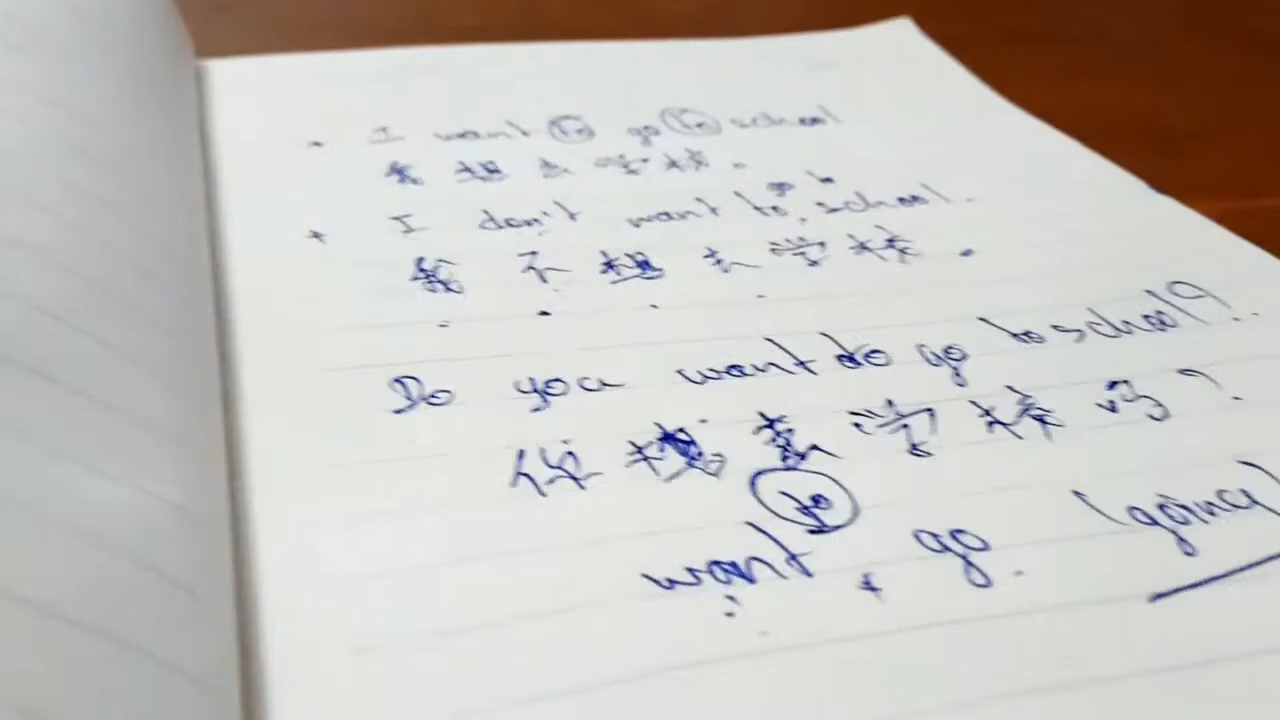 * I want to go to school
我 想 去 学 校 。
* I don't want to go to school.
我 不 想 去 学 校 。
Do you want to go to school?
你 想 去 学 校 吗 ?
to
want + go. (going)